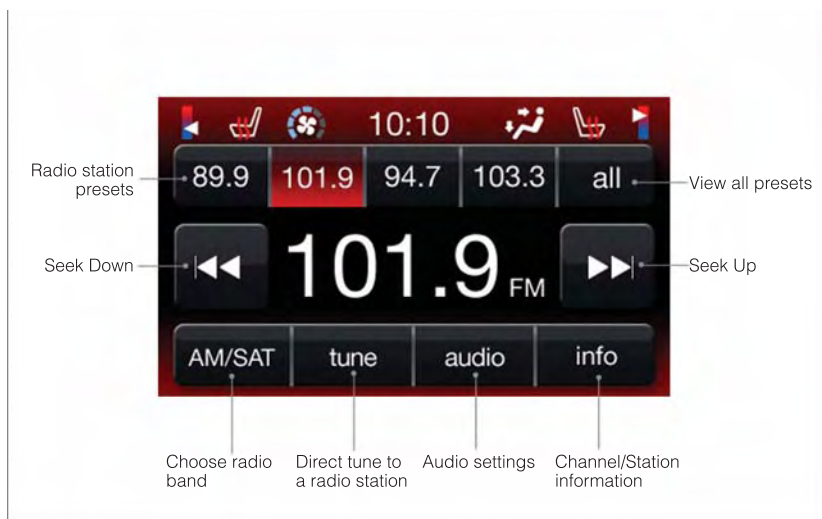 10:10
Radio station
presets
89.9 101.9 94.7 103.3 all
View all presets
Seek Down
101.9 FM
Seek Up
AM/SAT tune audio info
Choose radio
band
Direct tune to
a radio station
Audio settings
Channel/Station
information